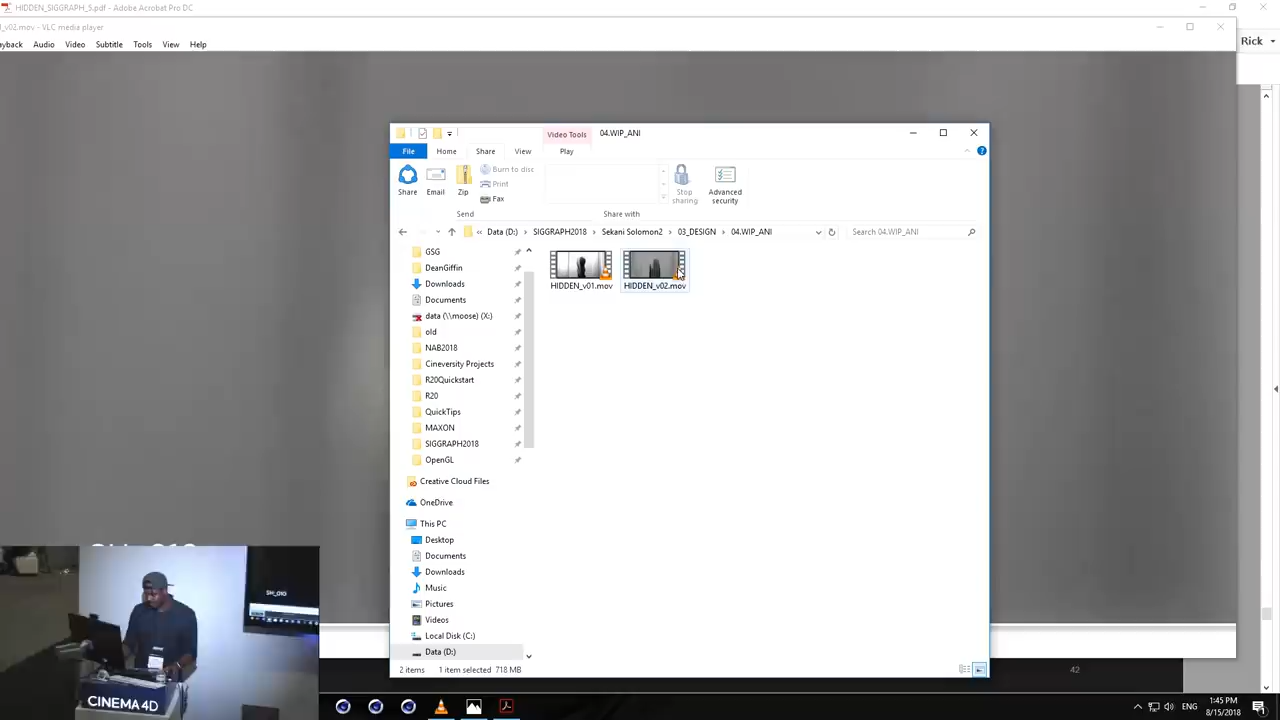 HIDDEN_SIGGRAPH_S.pdf - Adobe Acrobat Pro DC
_v02.mov - VLC media player
Rick
ayback Audio Video Subtitle Tools View Help
Video Tools 04.WIP_ANI
File Home Share View Play
Share
Email
Zip
Burn to disc
Print
Fax
Stop sharing
Advanced security
Send Share with
« Data (D:) › SIGGRAPH2018 › Sekani Solomon2 › 03_DESIGN › 04.WIP_ANI
Search 04.WIP_ANI
GSG
DeanGiffin
Downloads
Documents
data (\\moose) (X:)
old
NAB2018
Cineversity Projects
R20Quickstart
R20
QuickTips
MAXON
SIGGRAPH2018
OpenGL
Creative Cloud Files
OneDrive
This PC
Desktop
Documents
Downloads
Music
Pictures
Videos
Local Disk (C:)
Data (D:)
HIDDEN_v01.mov
HIDDEN_v02.mov
2 items 1 item selected 718 MB
42
SH_010
CINEMA 4D
ENG
1:45 PM
8/15/2018